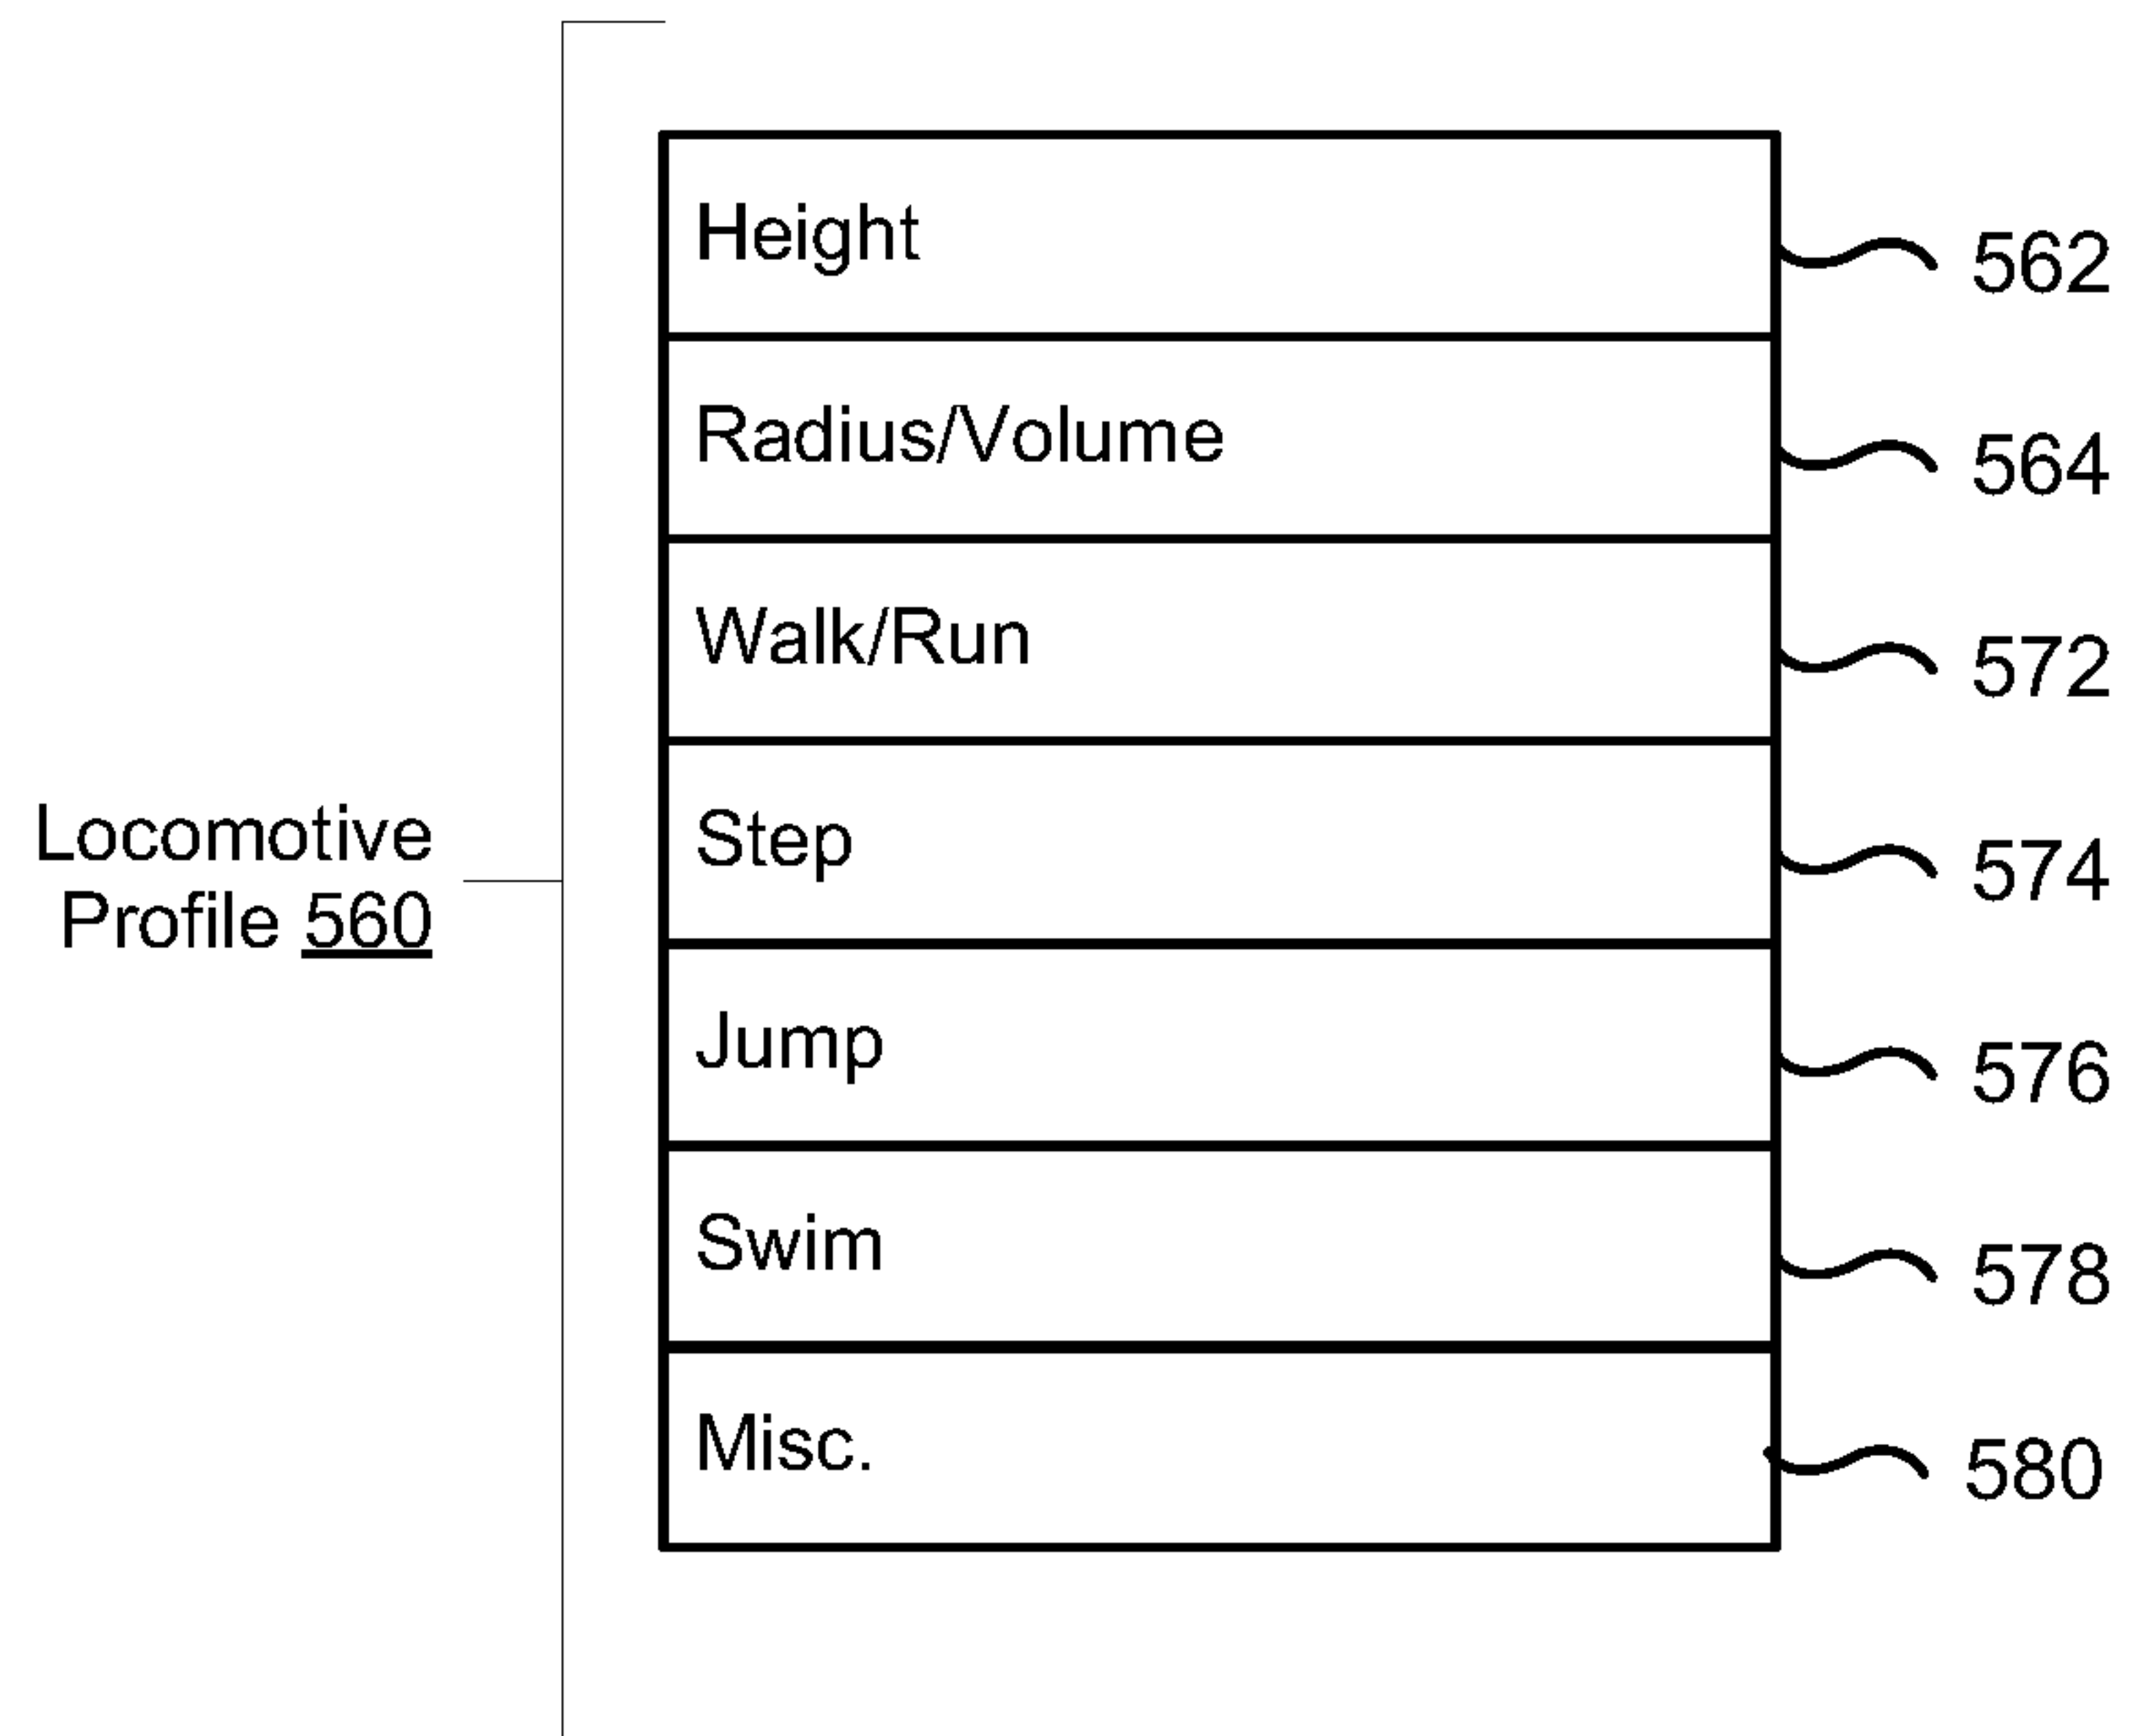 Height
562
Radius/Volume
564
Walk/Run
572
Step
574
Locomotive
Profile 560
Jump
576
Swim
578
Misc.
580